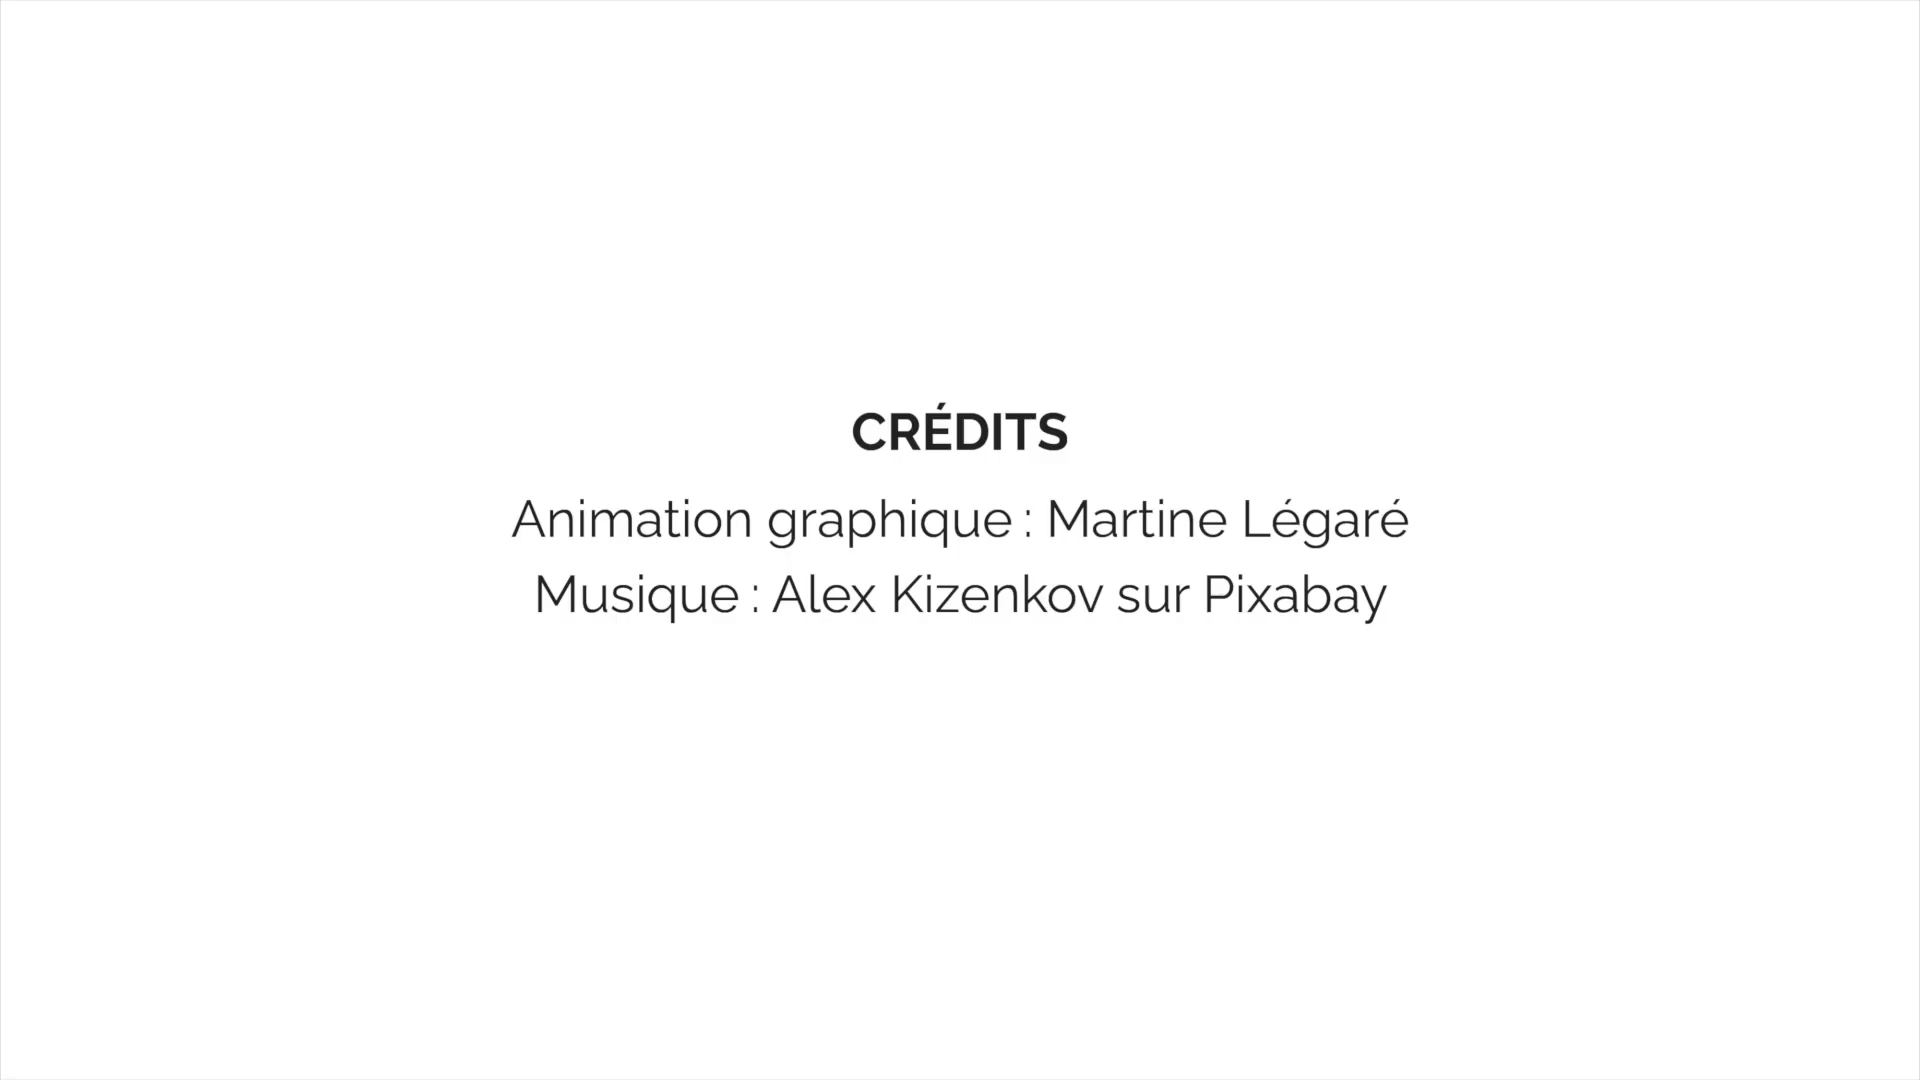 CRÉDITS
Animation graphique : Martine Légaré
Musique : Alex Kizenkov sur Pixabay